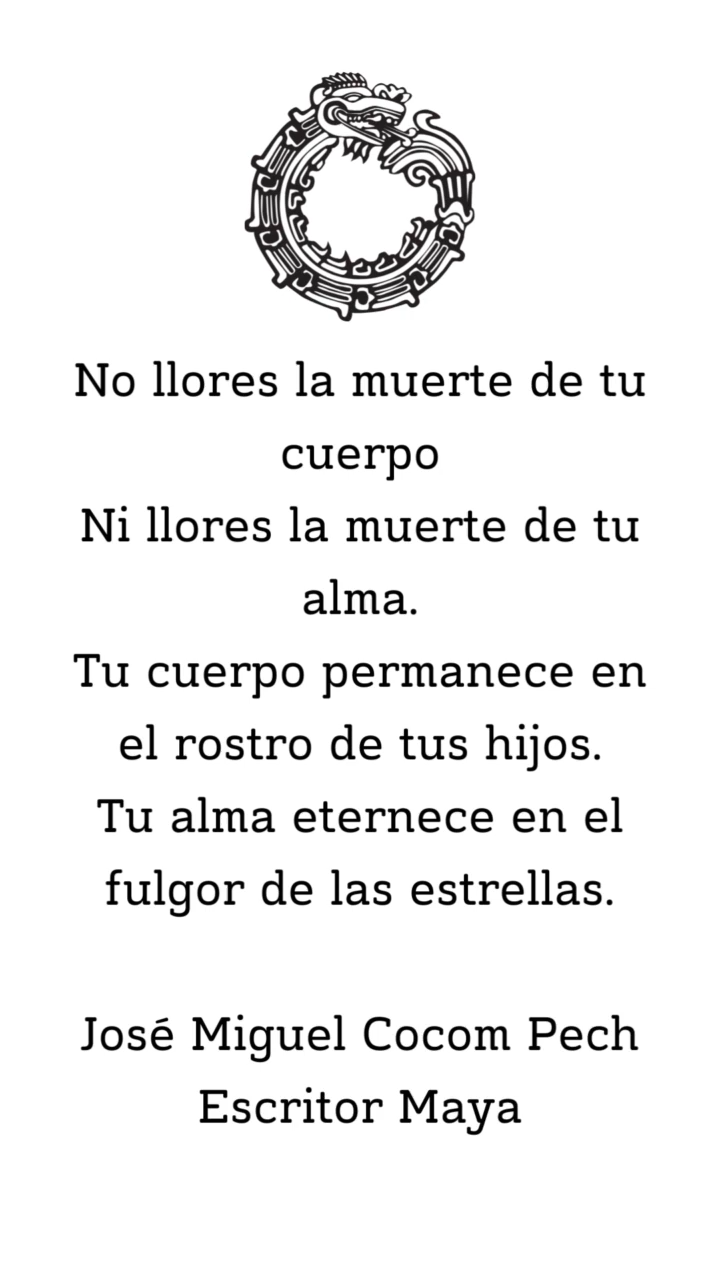 No llores la muerte de tu
cuerpo
Ni llores la muerte de tu
alma.
Tu cuerpo permanece en
el rostro de tus hijos.
Tu alma eternece en el
fulgor de las estrellas.
José Miguel Cocom Pech
Escritor Maya